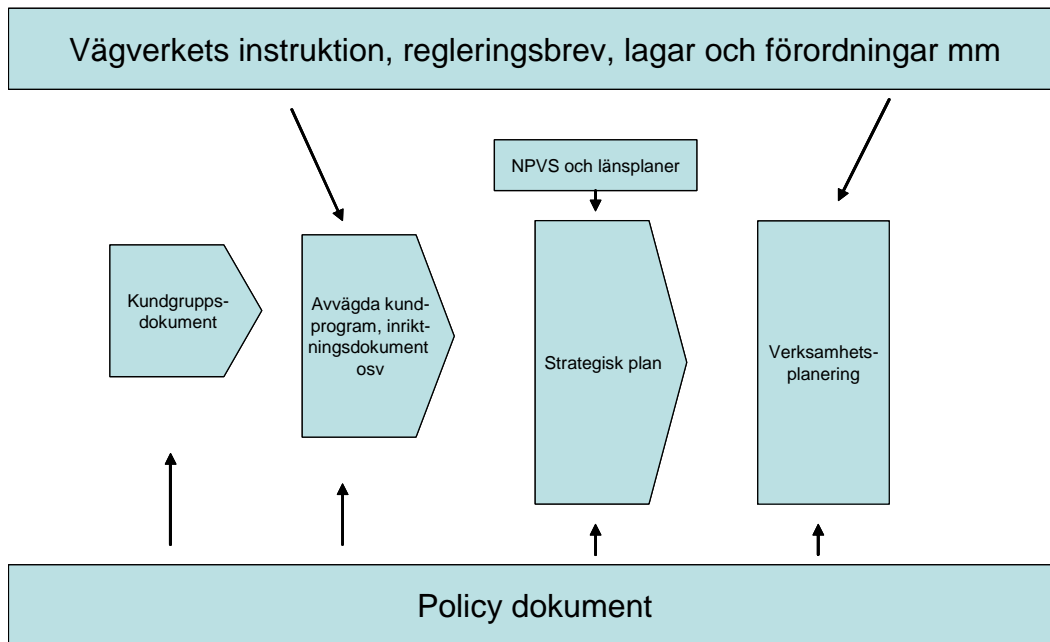 Vägverkets instruktion, regleringsbrev, lagar och förordningar mm
NPVS och länsplaner
Kundgrupps-
dokument
Avvägda kund-
program, inrikt-
ningsdokument
osv
Strategisk plan
Verksamhets-
planering
Policy dokument